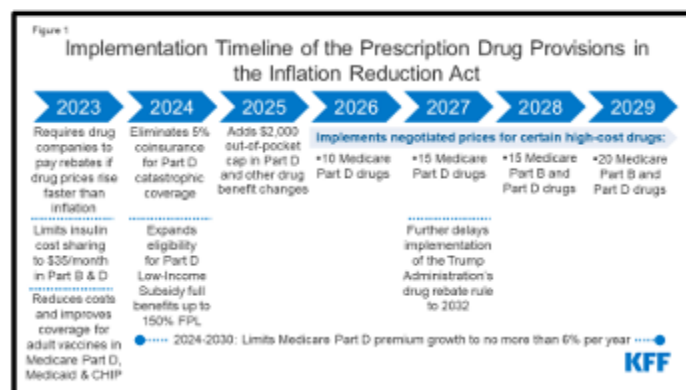 Figure 1
Implementation Timeline of the Prescription Drug Provisions in
the Inflation Reduction Act
2023
2024
2025
2026
2027
2028
2029
Requires drug
companies to
pay rebates if
drug prices rise
faster than
inflation
Limits insulin
cost sharing
to $35/month
in Part B & D
Reduces costs
and improves
coverage for
adult vaccines in
Medicare Part D,
Medicaid & CHIP
Eliminates 5%
coinsurance
for Part D
catastrophic
coverage
Expands
eligibility
for Part D
Low-Income
Subsidy full
benefits up to
150% FPL
Adds $2,000
out-of-pocket
cap in Part D
and other drug
benefit changes
Implements negotiated prices for certain high-cost drugs:
•10 Medicare
Part D drugs
•15 Medicare
Part D drugs
•15 Medicare
Part B and
Part D drugs
•20 Medicare
Part B and
Part D drugs
Further delays
implementation
of the Trump
Administration's
drug rebate rule
to 2032
2024-2030: Limits Medicare Part D premium growth to no more than 6% per year
KFF